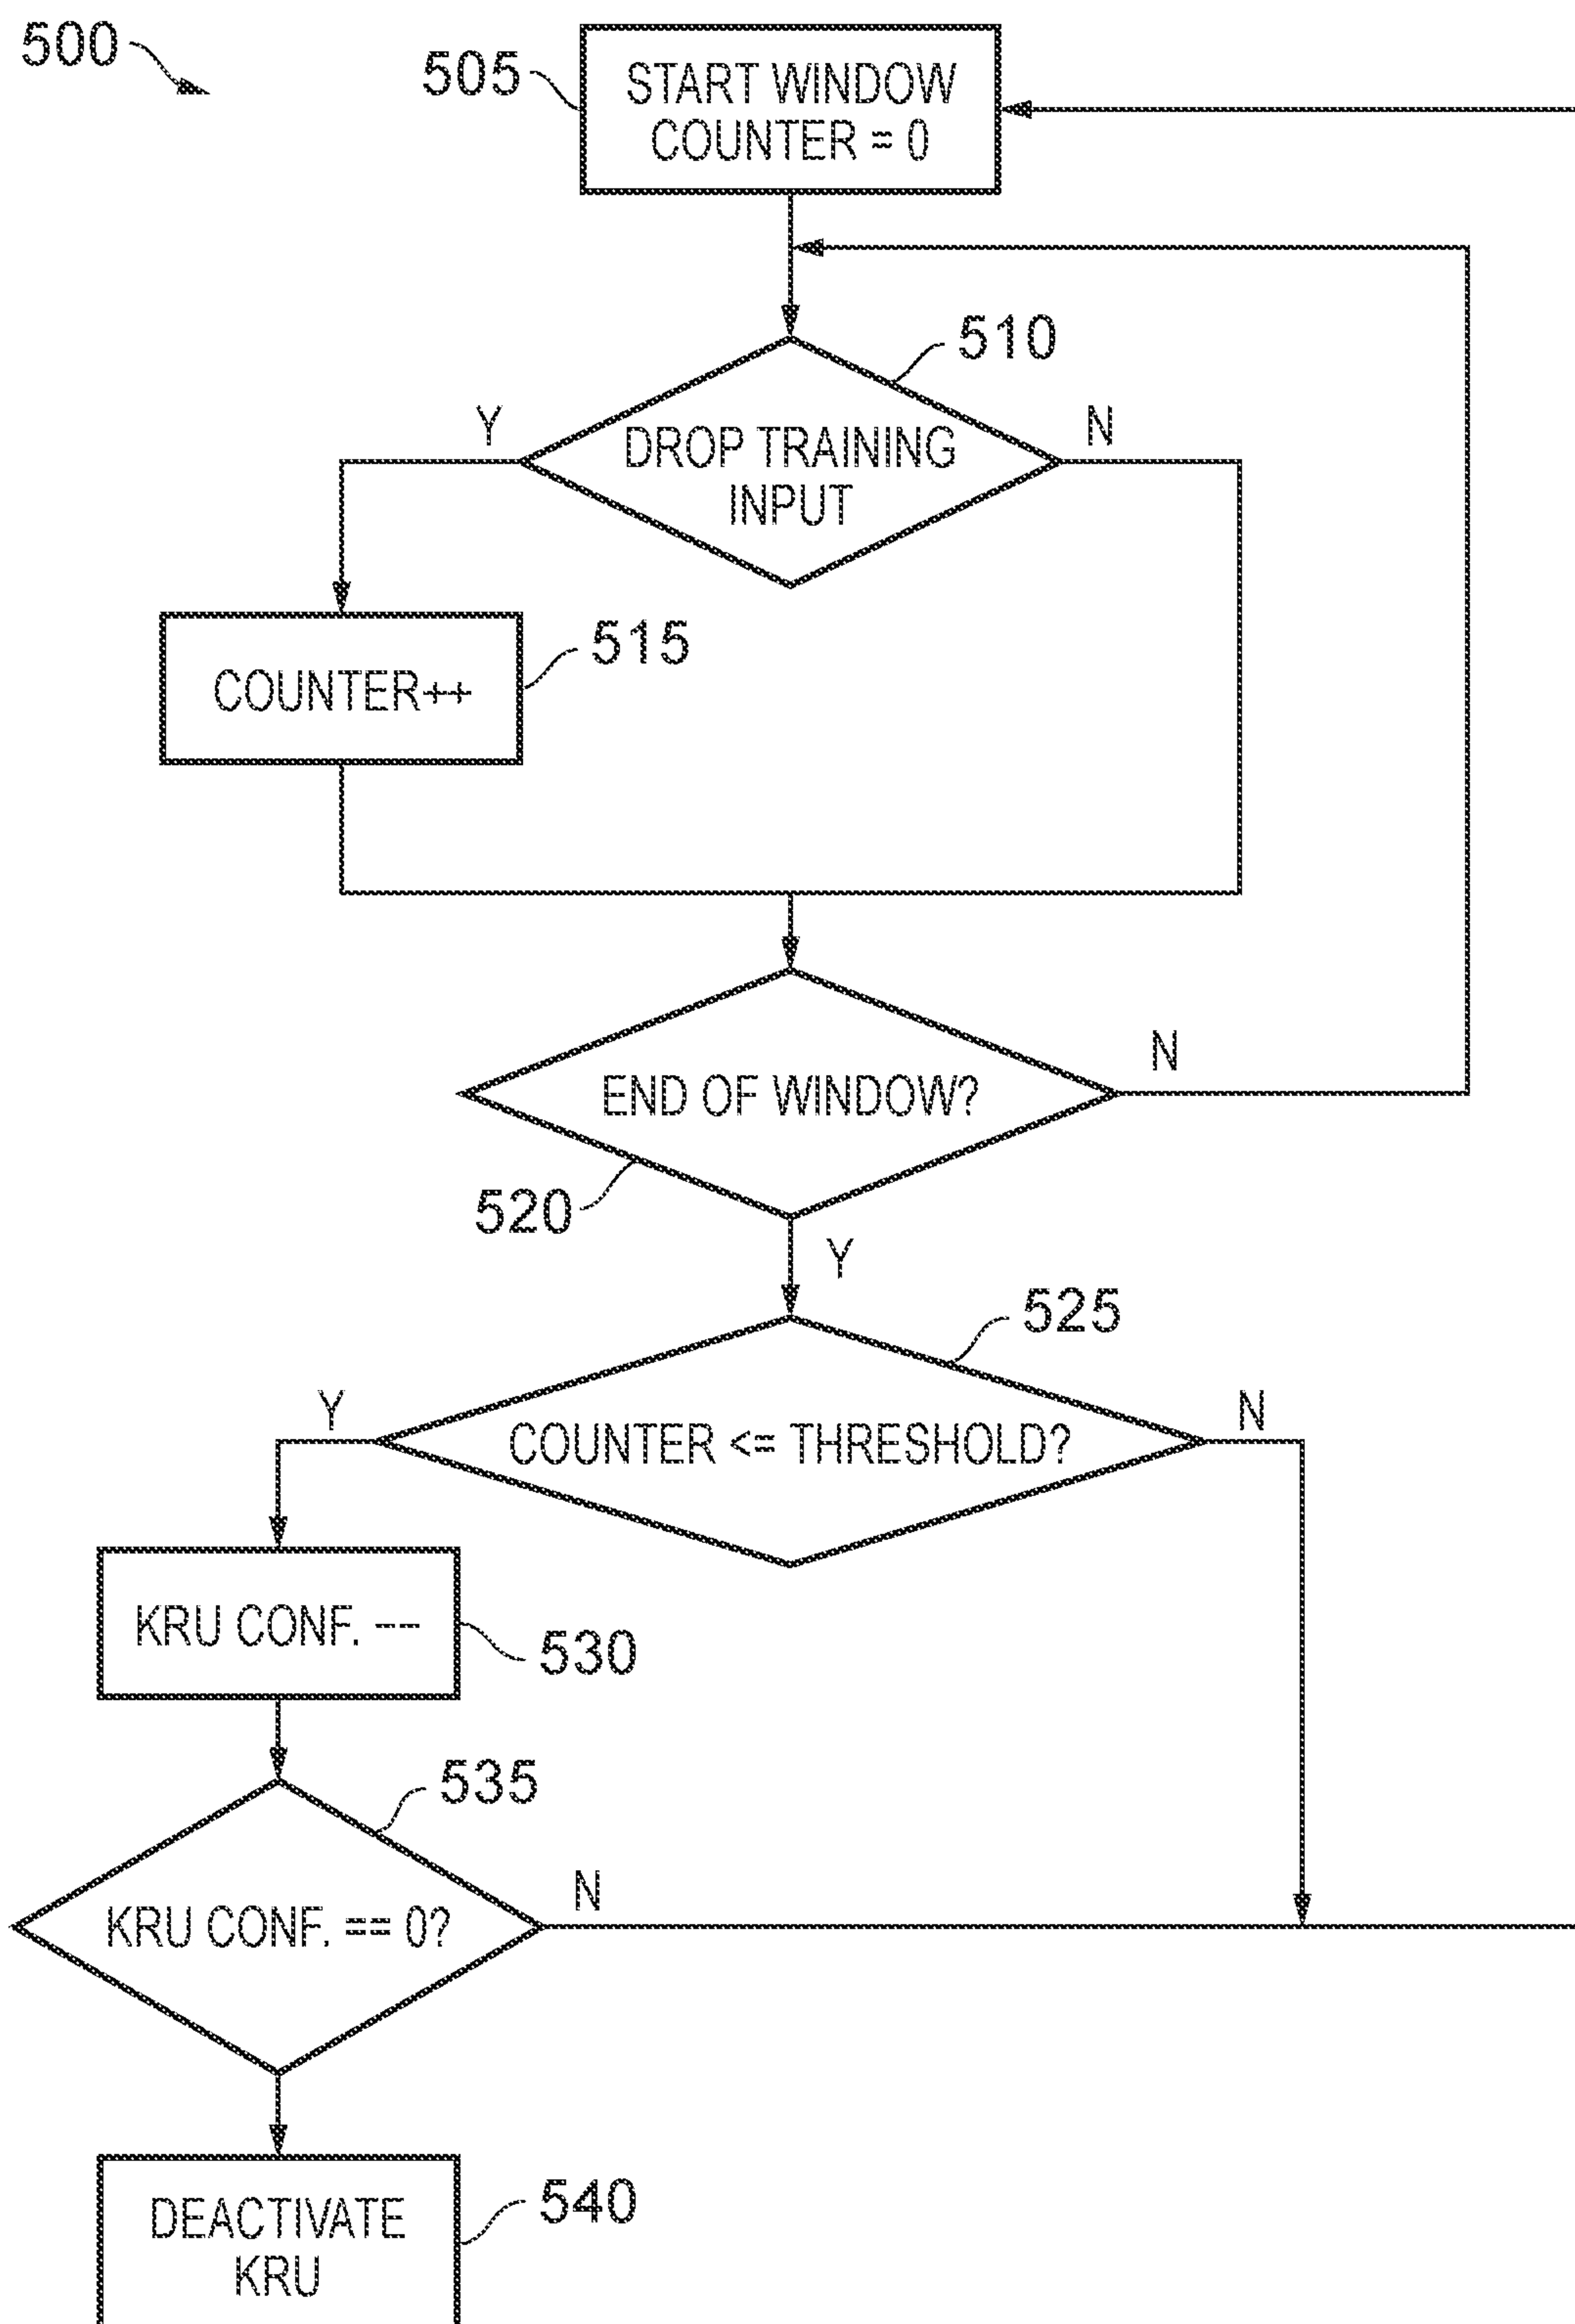 500
505
START WINDOW
COUNTER = 0
510
Y
N
DROP TRAINING
INPUT
515
COUNTER++
END OF WINDOW?
N
520
Y
525
Y
N
COUNTER <= THRESHOLD?
KRU CONF. --
530
535
N
KRU CONF. == 0?
DEACTIVATE
KRU
540